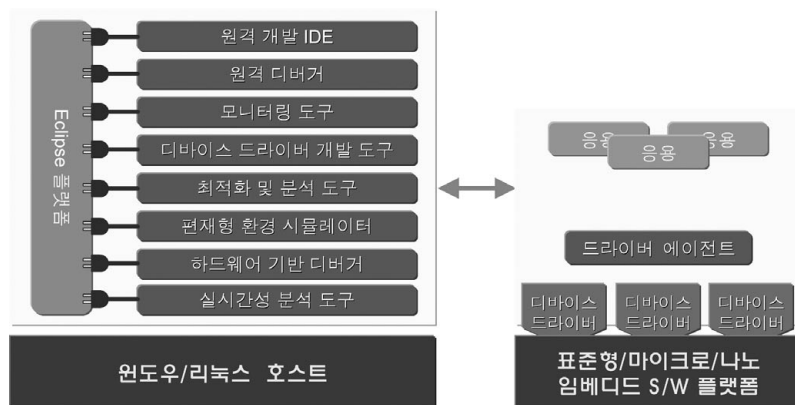 Eclipse 플랫폼
원격 개발 IDE
원격 디버거
모니터링 도구
디바이스 드라이버 개발 도구
최적화 및 분석 도구
편재형 환경 시뮬레이터
하드웨어 기반 디버거
실시간성 분석 도구
윈도우/리눅스 호스트
응용
응용
응용
드라이버 에이전트
디바이스
드라이버
디바이스
드라이버
디바이스
드라이버
표준형/마이크로/나노
임베디드 S/W 플랫폼